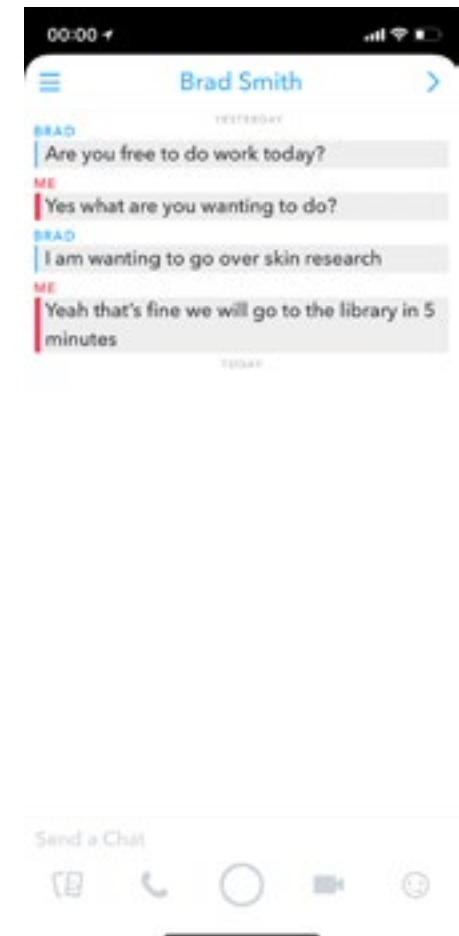 00:00
Brad Smith
YESTERDAY
BRAD
Are you free to do work today?
ME
Yes what are you wanting to do?
BRAD
I am wanting to go over skin research
ME
Yeah that's fine we will go to the library in 5
minutes
TODAY
Send a Chat